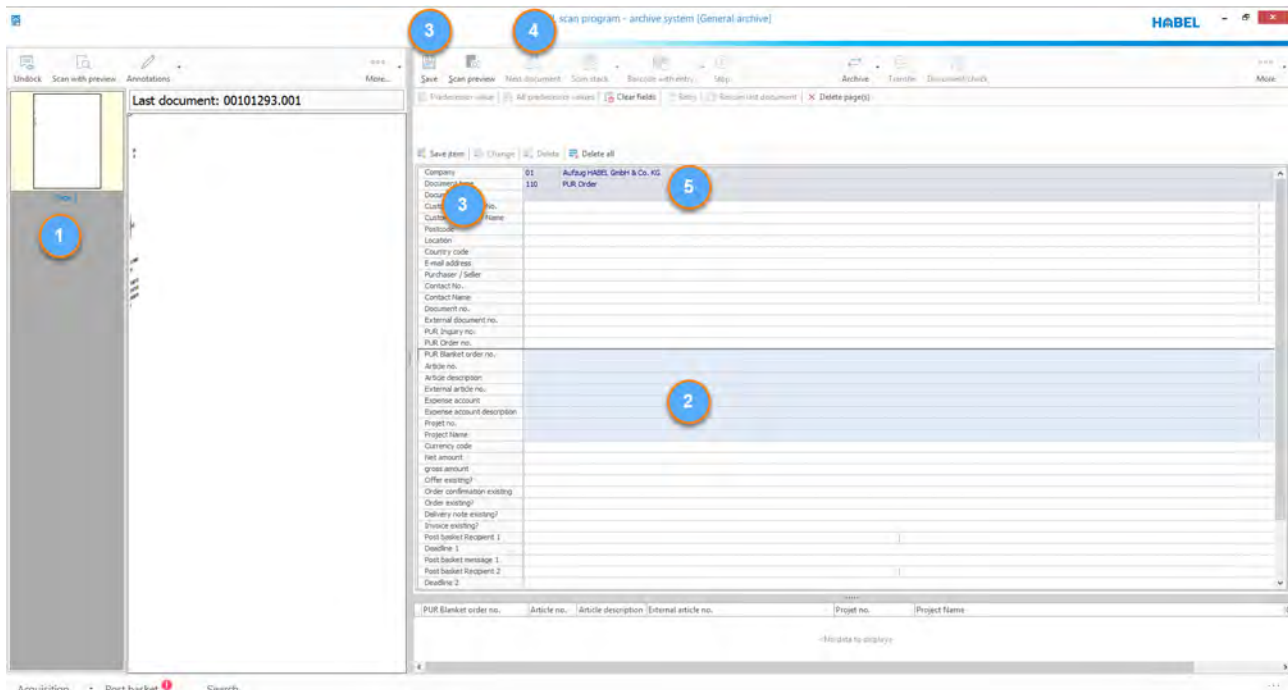 scan program - archive system [General archive]
HABEL
3
4
Undock Scan with preview Annotations More...
Save Scan preview Next document Scan stack Barcode with entry Stop Archive Transfer Document check More
Predecessor value All predecessor values Clear fields Retry Rescan last document Delete page(s)
Last document: 00101293.001
Save item Change Delete Delete all
Company 01 Aufzug HABEL GmbH & Co. KG
Document type 110 PUR Order
5
3
No.
Name
Postcode
1
Location
Country code
E-mail address
Purchaser / Seller
Contact No.
Contact Name
Document no.
External document no.
PUR Inquiry no.
PUR Order no.
PUR Blanket order no.
Article no.
Article description
External article no.
2
Expense account
Expense account description
Projet no.
Project Name
Currency code
Net amount
gross amount
Offer existing?
Order confirmation existing
Order existing?
Delivery note existing?
Invoice existing?
Post basket Recipient 1
Deadline 1
Post basket message 1
Post basket Recipient 2
Deadline 2
PUR Blanket order no. Article no. Article description External article no. Projet no. Project Name
<No data to display>
Acquisition Post basket Search